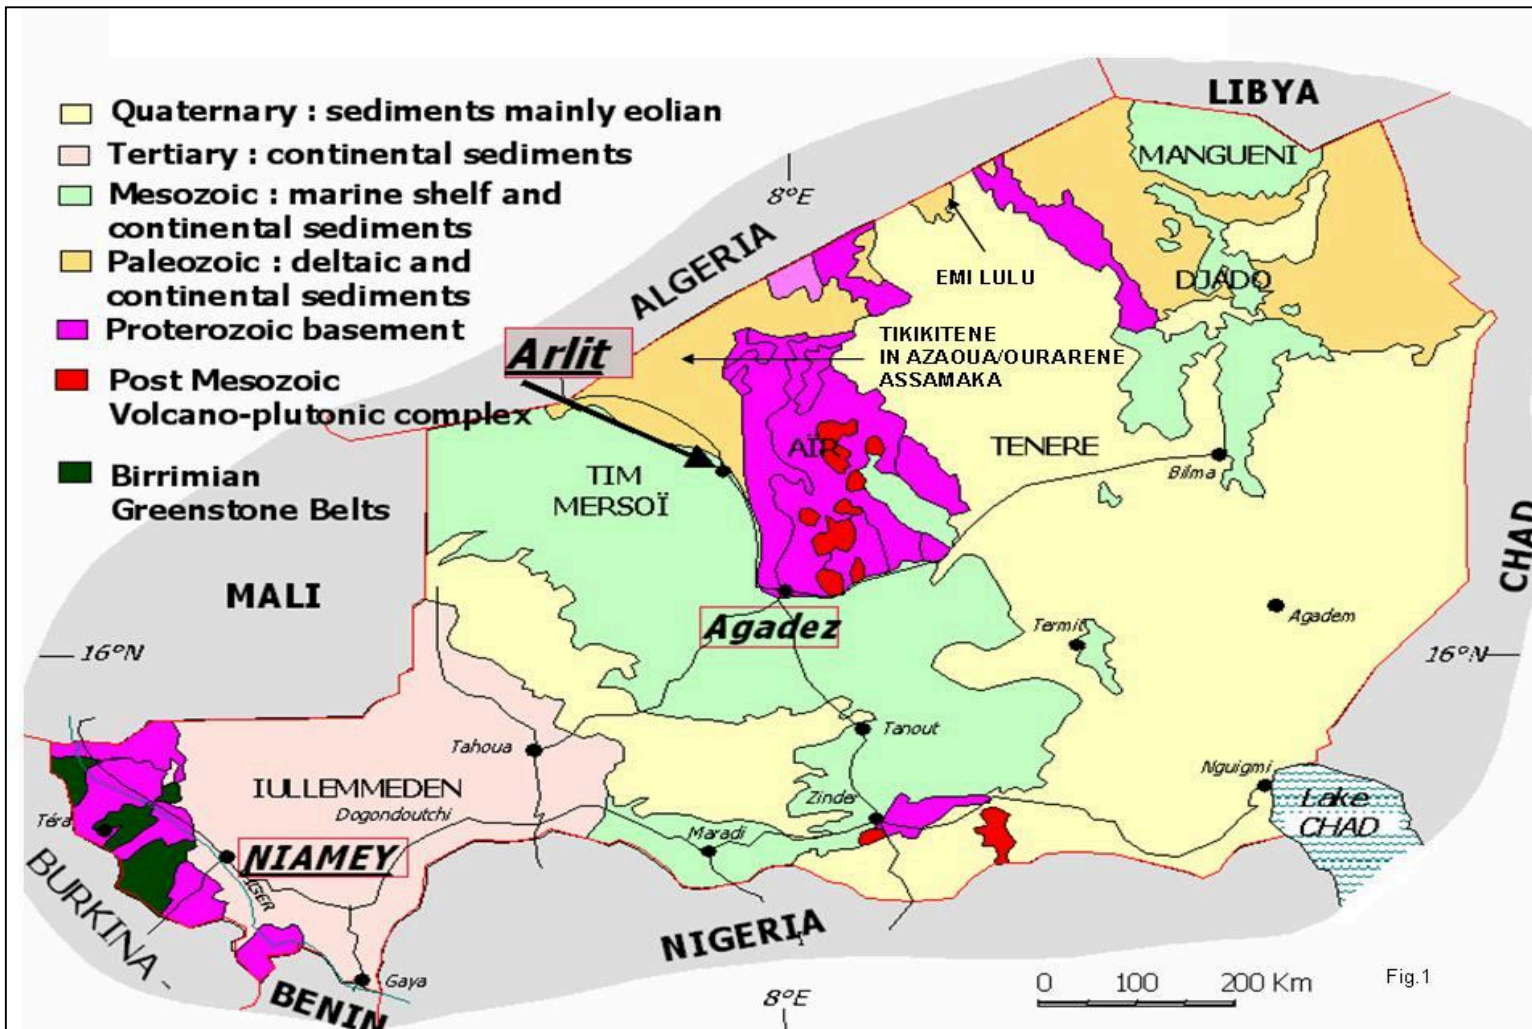 Quaternary : sediments mainly eolian
Tertiary : continental sediments
Mesozoic : marine shelf and
continental sediments
Paleozoic : deltaic and
continental sediments
Proterozoic basement
Post Mesozoic
Volcano-plutonic complex
Birrimian
Greenstone Belts
LIBYA
MANGUENI
8°E
ALGERIA
EMI LULU
DJADO
TIKIKITENE
IN AZAOUA/OURARENE
ASSAMAKA
Arlit
AÏR
TENERE
TIM
MERSOÏ
Bilma
CHAD
MALI
Agadez
Agadem
Termit
16°N
16°N
Tanout
Tahoua
Nguigmi
IULLEMMEDEN
Dogondoutchi
Zinder
Lake
CHAD
Téra
Maradi
NIAMEY
NIGER
BURKINA -
NIGERIA
Gaya
BENIN
8°E
0 100 200 Km
Fig.1